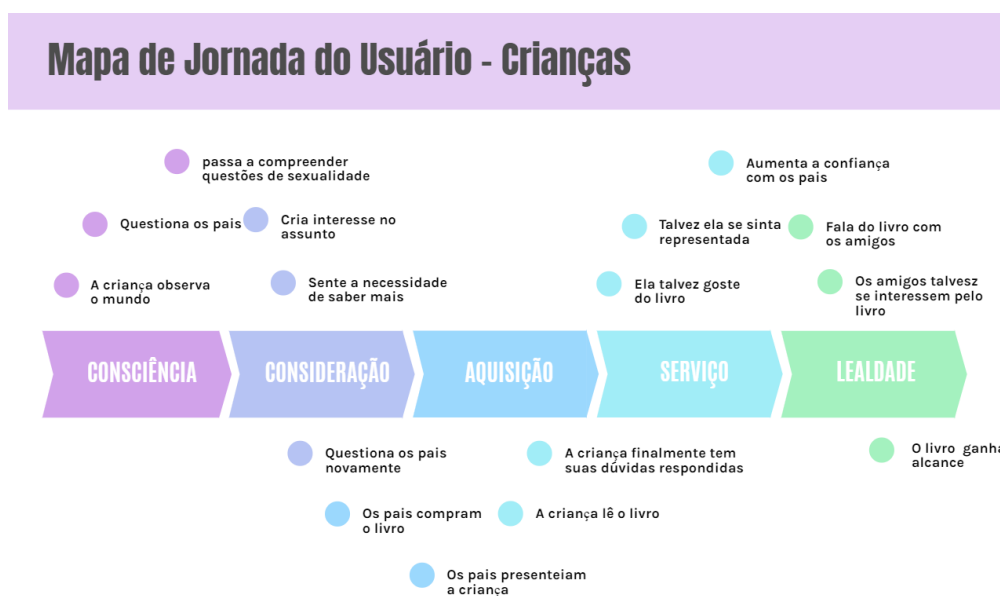 Mapa de Jornada do Usuário - Crianças
passa a compreender
questões de sexualidade
Questiona os pais
A criança observa
o mundo
Cria interesse no
assunto
Sente a necessidade
de saber mais
Aumenta a confiança
com os pais
Talvez ela se sinta
representada
Ela talvez goste
do livro
Fala do livro com
os amigos
Os amigos talvesz
se interessem pelo
livro
CONSCIÊNCIA
CONSIDERAÇÃO
AQUISIÇÃO
SERVIÇO
LEALDADE
Questiona os pais
novamente
Os pais compram
o livro
Os pais presenteiam
a criança
A criança finalmente tem
suas dúvidas respondidas
A criança lê o livro
O livro ganha
alcance